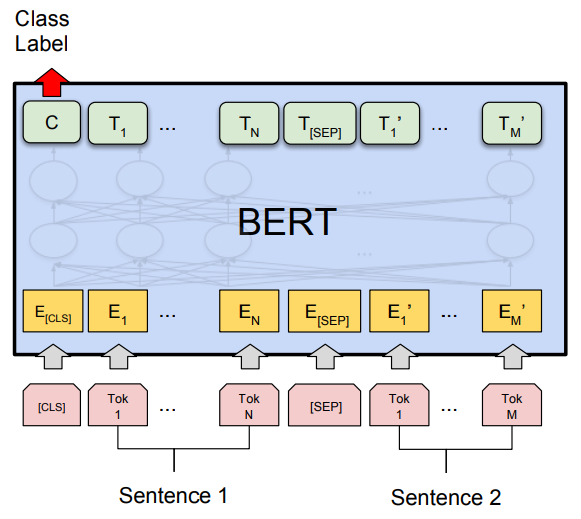 Class
Label
C T1 ... TN T[SEP] T1’ ... TM’
...
BERT
...
E[CLS] E1 ... EN E[SEP] E1’ ... EM’
[CLS] Tok 1 ... Tok N [SEP] Tok 1 ... Tok M
Sentence 1 Sentence 2